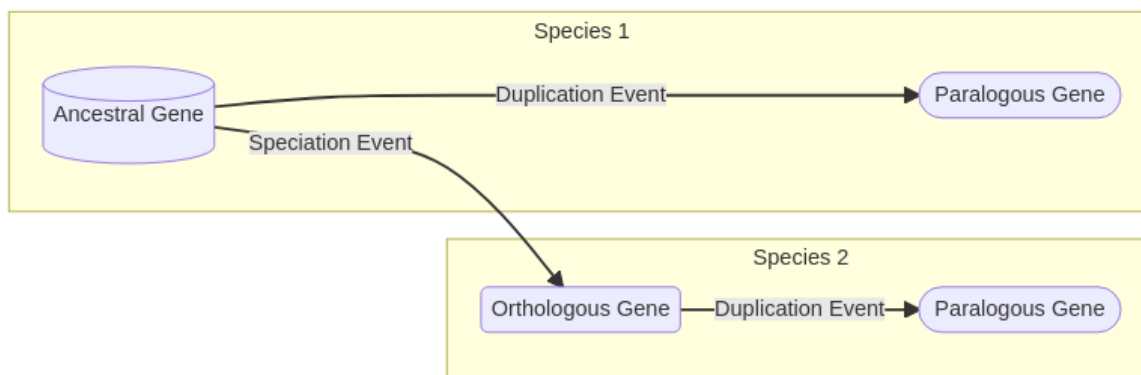 Species 1
Ancestral Gene
Duplication Event
Paralogous Gene
Speciation Event
Species 2
Orthologous Gene
Duplication Event
Paralogous Gene